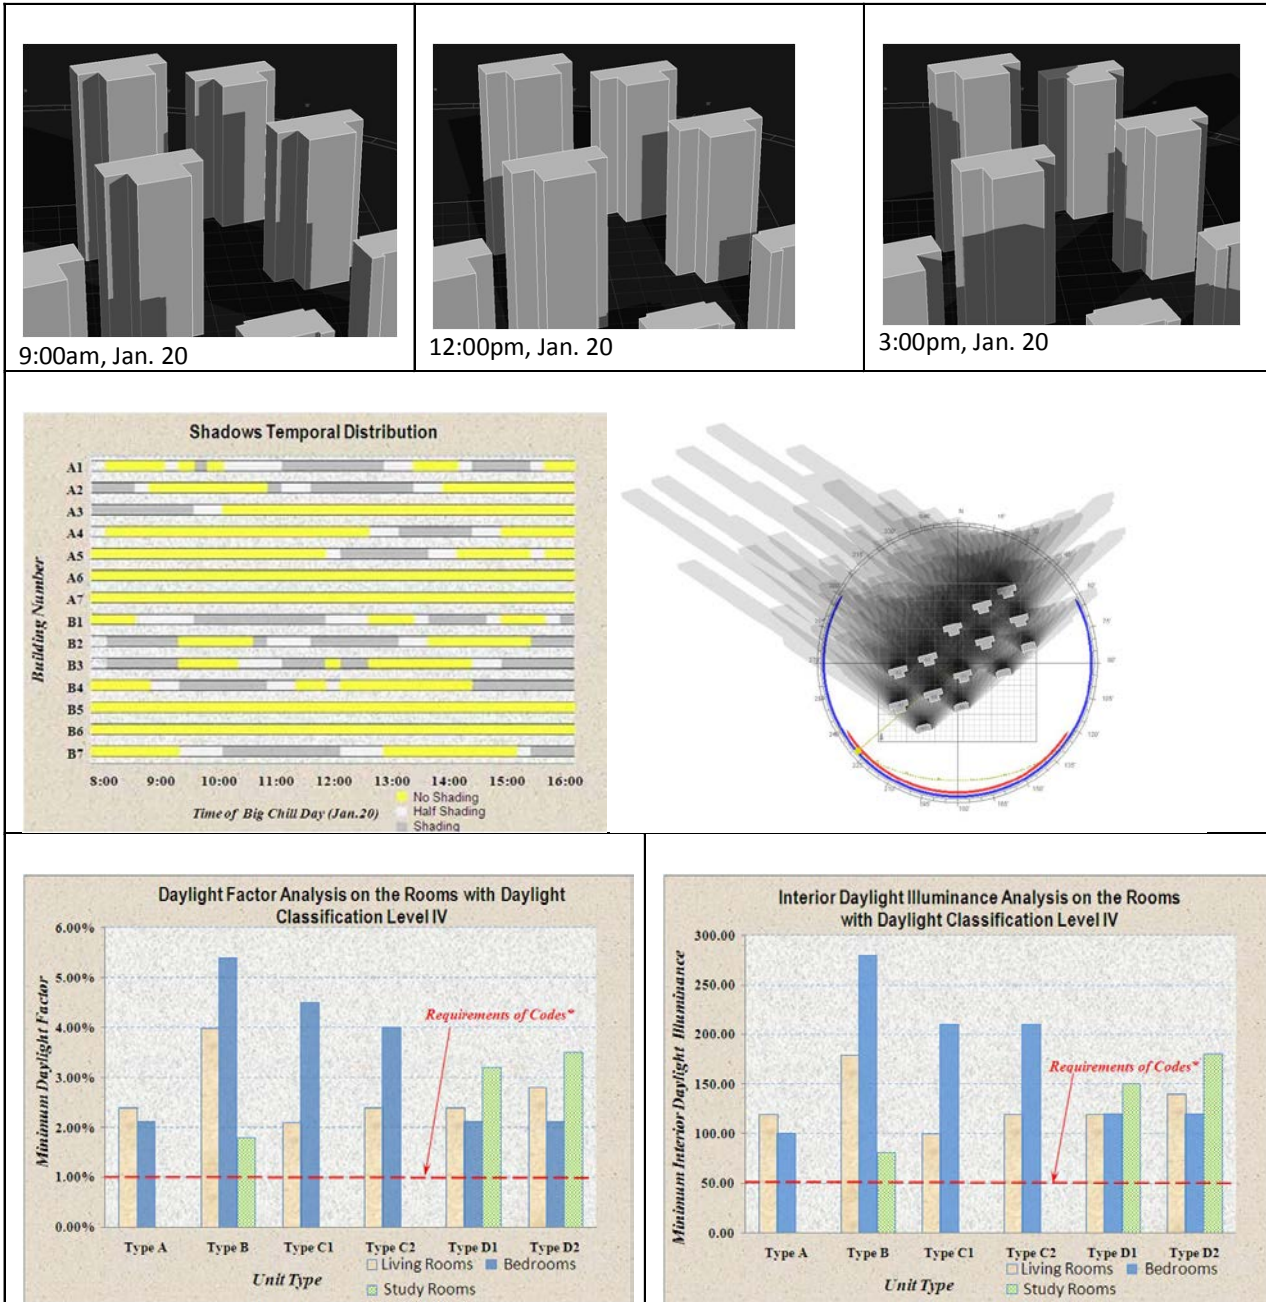 9:00am, Jan. 20
12:00pm, Jan. 20
3:00pm, Jan. 20
Shadows Temporal Distribution
Building Number
A1
A2
A3
A4
A5
A6
A7
B1
B2
B3
B4
B5
B6
B7
8:00 9:00 10:00 11:00 12:00 13:00 14:00 15:00 16:00
Time of Big Chill Day (Jan.20)
No Shading
Half Shading
Shading
N
Daylight Factor Analysis on the Rooms with Daylight
Classification Level IV
Minimum Daylight Factor
6.00%
5.00%
4.00%
3.00%
2.00%
1.00%
0.00%
Requirements of Codes*
Type A Type B Type C1 Type C2 Type D1 Type D2
Unit Type
Living Rooms Bedrooms
Study Rooms
Interior Daylight Illuminance Analysis on the Rooms
with Daylight Classification Level IV
Minimum Interior Daylight Illuminance
300.00
250.00
200.00
150.00
100.00
50.00
0.00
Requirements of Codes*
Type A Type B Type C1 Type C2 Type D1 Type D2
Unit Type
Living Rooms Bedrooms
Study Rooms